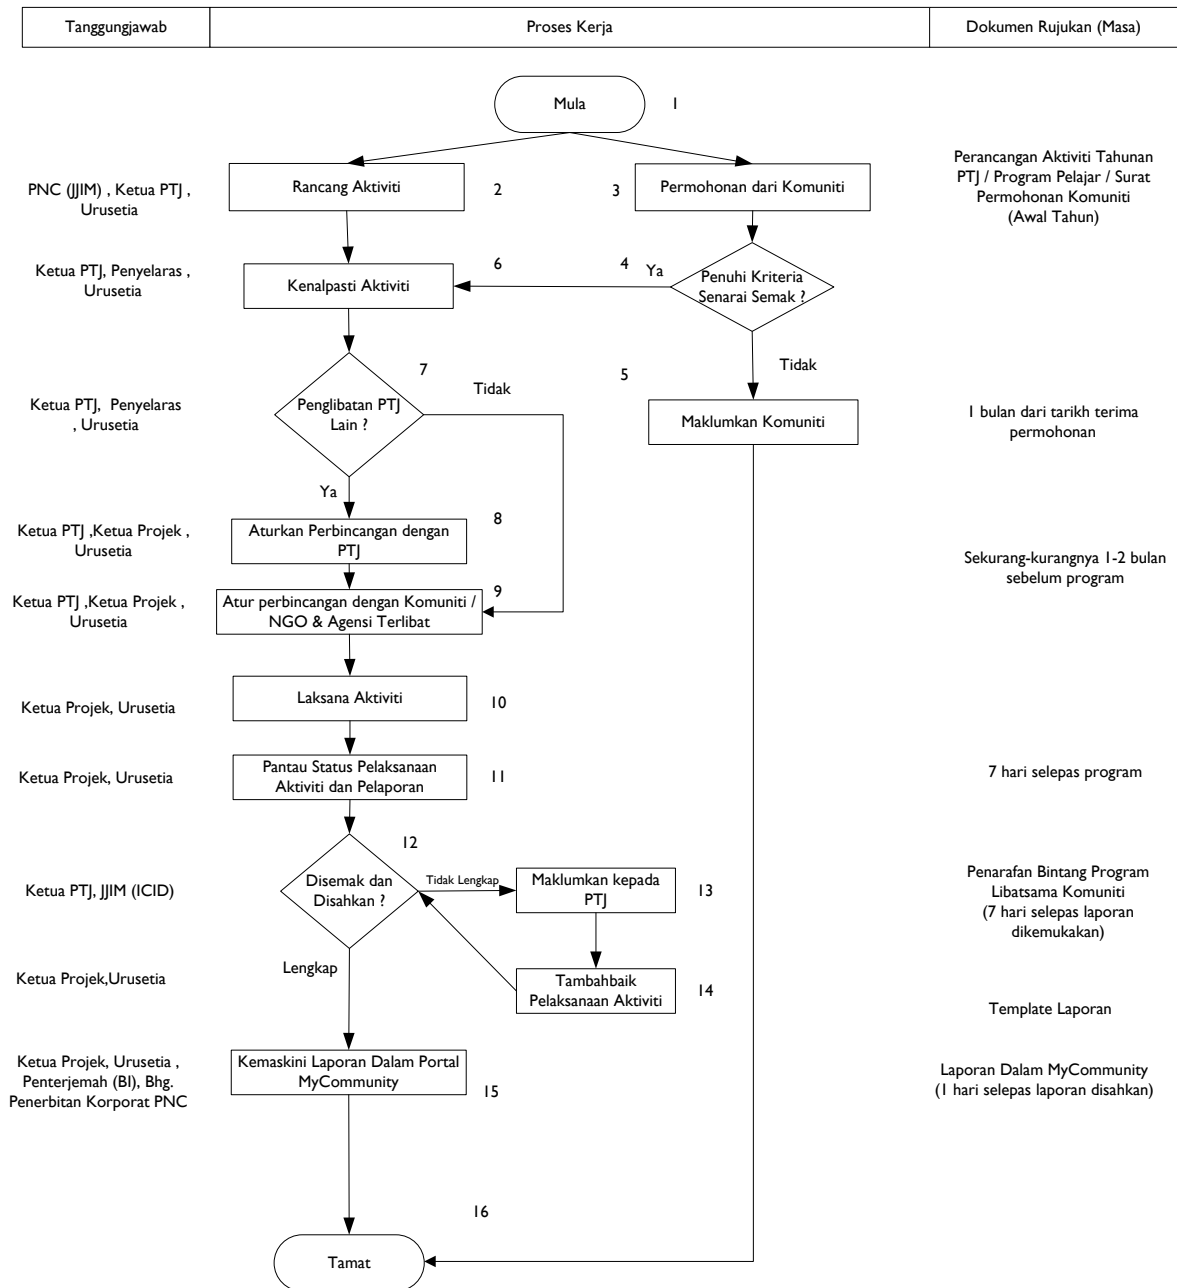 Tanggungjawab
Proses Kerja
Dokumen Rujukan (Masa)
Mula
1
Perancangan Aktiviti Tahunan
PTJ / Program Pelajar / Surat
Permohonan Komuniti
(Awal Tahun)
PNC (JJIM) , Ketua PTJ ,
Urusetia
Rancang Aktiviti
2
3
Permohonan dari Komuniti
Ketua PTJ, Penyelaras ,
Urusetia
Kenalpasti Aktiviti
6
4
Ya
Penuhi Kriteria
Senarai Semak ?
Tidak
5
Ketua PTJ, Penyelaras
, Urusetia
Penglibatan PTJ
Lain ?
7
Tidak
Maklumkan Komuniti
1 bulan dari tarikh terima
permohonan
Ya
Ketua PTJ ,Ketua Projek ,
Urusetia
Aturkan Perbincangan dengan
PTJ
8
Sekurang-kurangnya 1-2 bulan
sebelum program
Ketua PTJ ,Ketua Projek ,
Urusetia
Atur perbincangan dengan Komuniti /
NGO & Agensi Terlibat
9
Ketua Projek, Urusetia
Laksana Aktiviti
10
Ketua Projek, Urusetia
Pantau Status Pelaksanaan
Aktiviti dan Pelaporan
11
7 hari selepas program
12
Ketua PTJ, JJIM (ICID)
Disemak dan
Disahkan ?
Tidak Lengkap
Maklumkan kepada
PTJ
13
Penarafan Bintang Program
Libatsama Komuniti
(7 hari selepas laporan
dikemukakan)
Lengkap
Ketua Projek,Urusetia
Tambahbaik
Pelaksanaan Aktiviti
14
Template Laporan
Ketua Projek, Urusetia ,
Penterjemah (BI), Bhg.
Penerbitan Korporat PNC
Kemaskini Laporan Dalam Portal
MyCommunity
15
Laporan Dalam MyCommunity
(1 hari selepas laporan disahkan)
16
Tamat